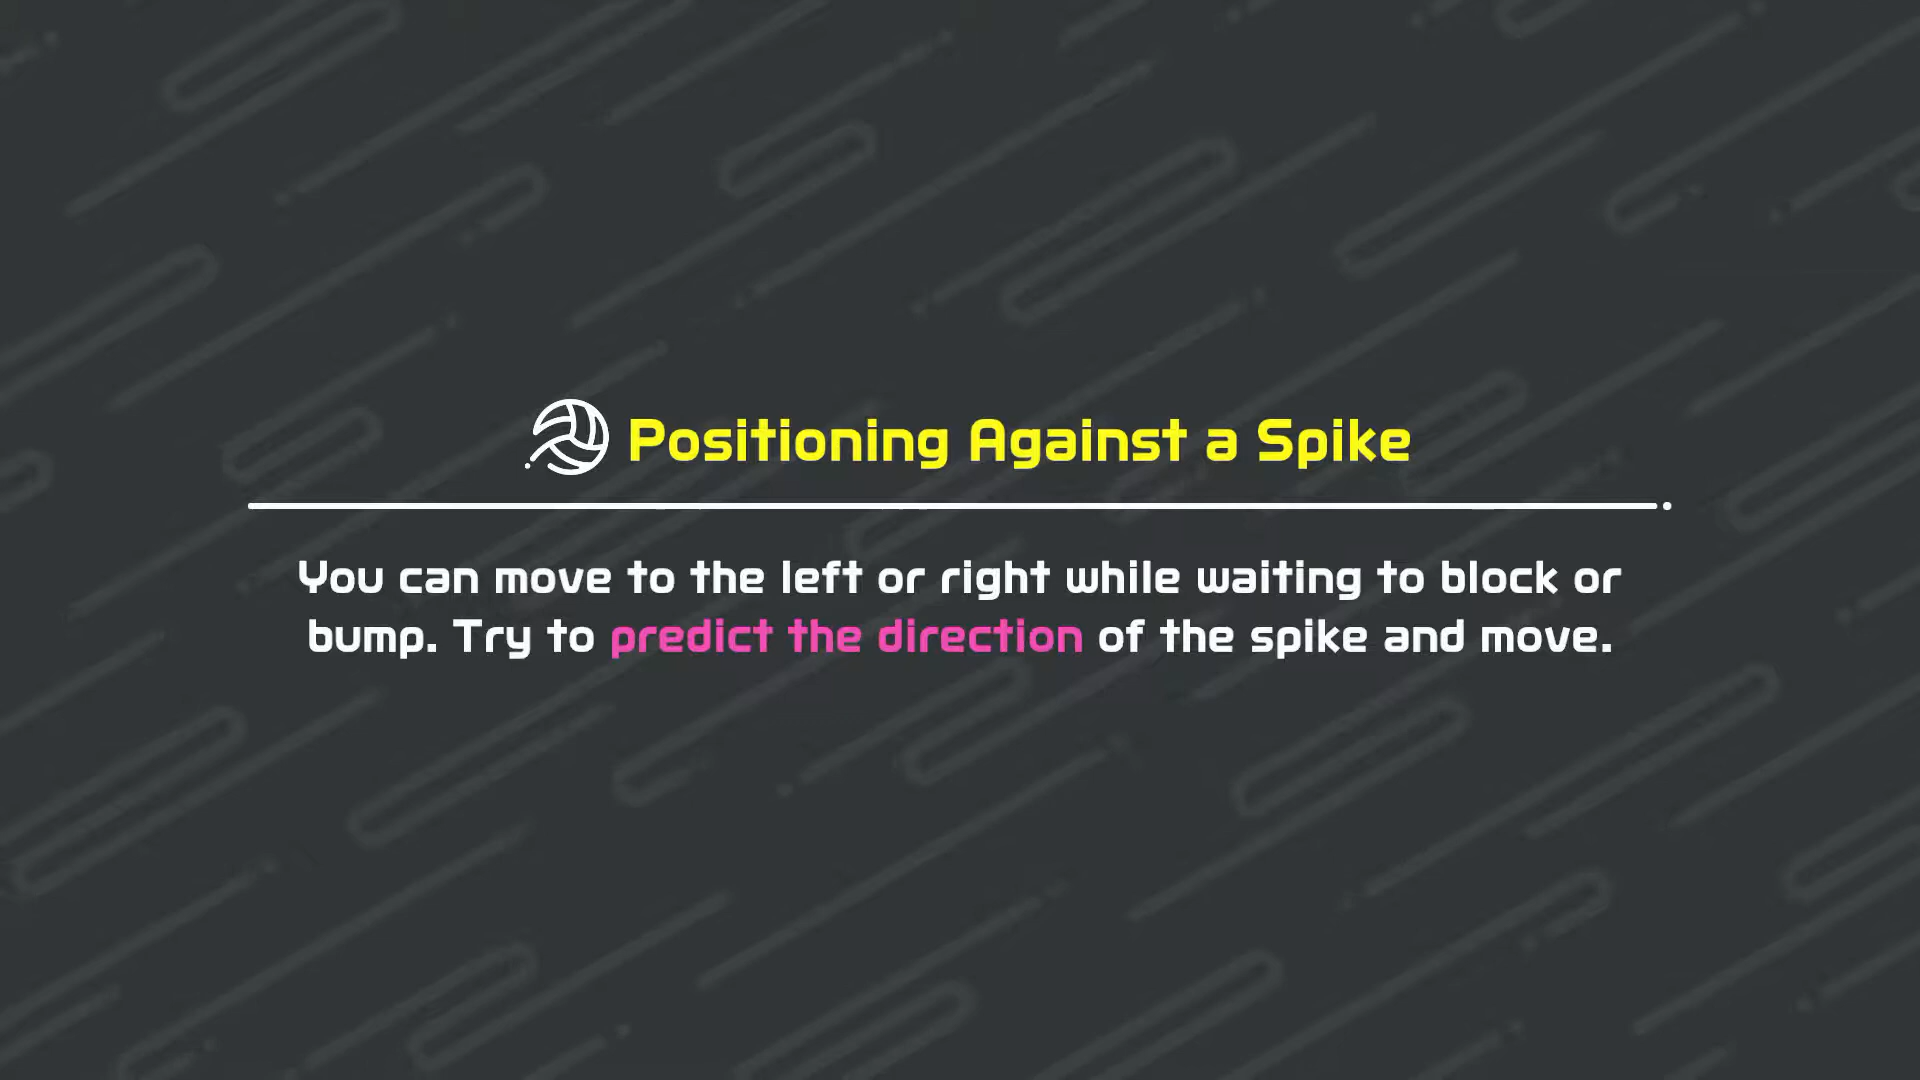 Positioning Against a Spike
You can move to the left or right while waiting to block or
bump. Try to predict the direction of the spike and move.